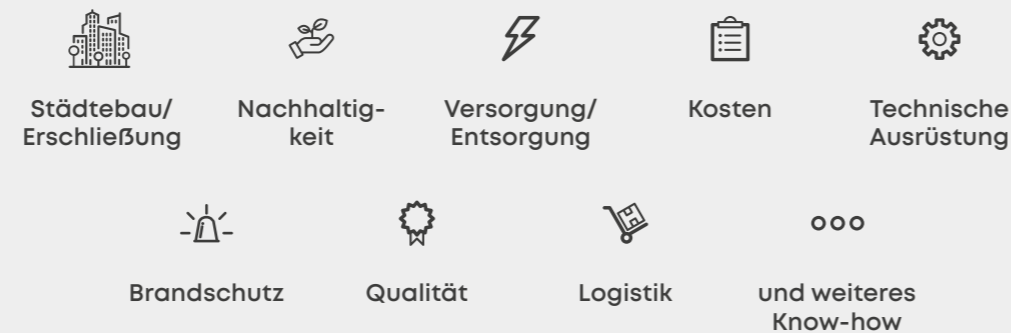 Städtebau/
Erschließung
Nachhaltig-
keit
Versorgung/
Entsorgung
Kosten
Technische
Ausrüstung
Brandschutz
Qualität
Logistik
und weiteres
Know-how